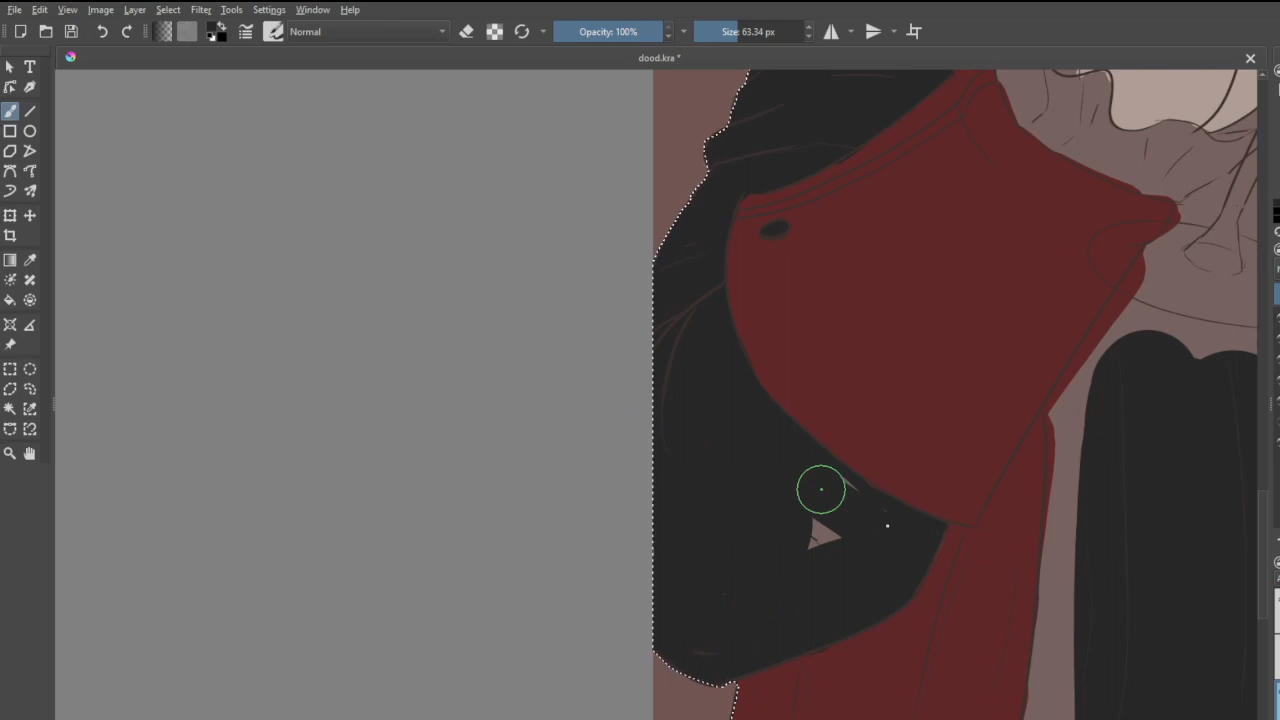 File Edit View Image Layer Select Filter Tools Settings Window Help
Normal Opacity: 100% Size: 63.34 px
dood.kra *